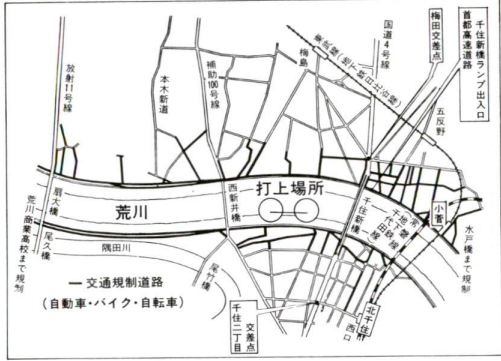 放射11号線
本木新道
補助100号線
梅島
国道4号線
梅田交差点
首都高速道路
千住新橋ランプ出入口
五反野
小菅
打上場所
荒川
西新井橋
千住新橋
扇大橋
尾久橋
荒川商業高校まで規制
隅田川
尾竹橋
水戸橋まで規制
北千住
西口
千住二丁目
交差点
━交通規制道路
(自動車・バイク・自転車)